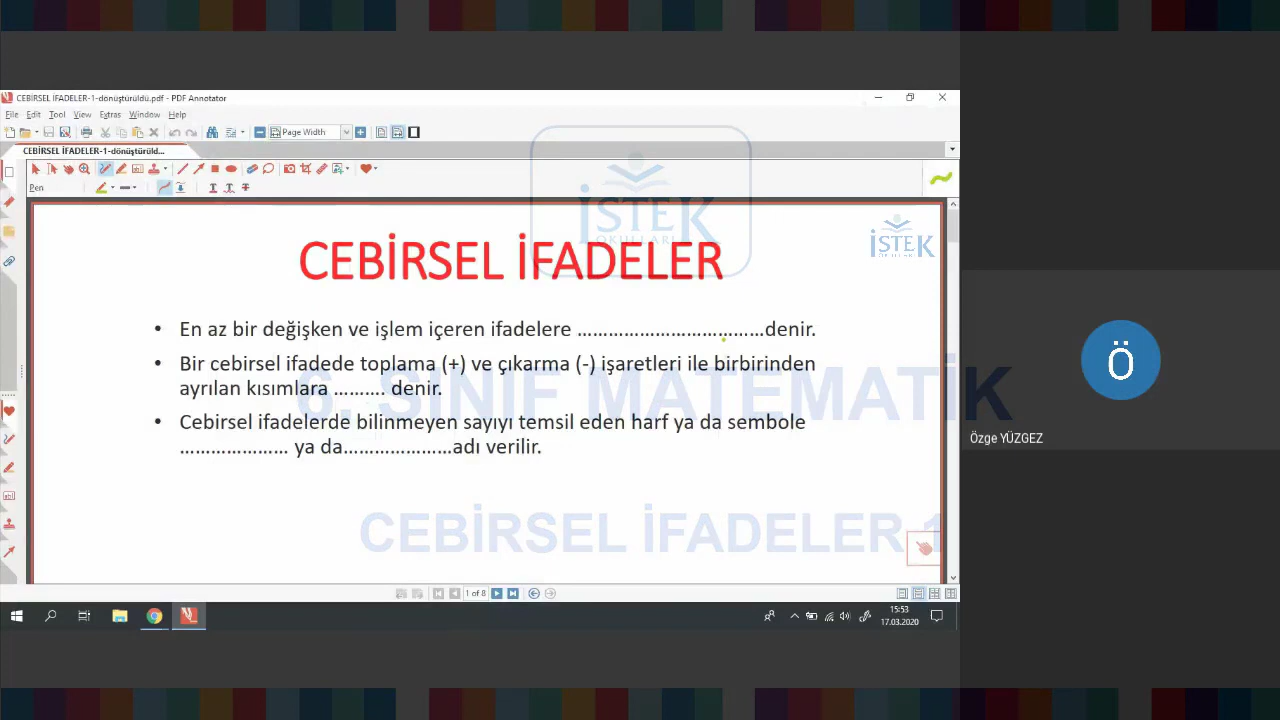 CEBİRSEL İFADELER-1-dönüştürüldü.pdf - PDF Annotator
File Edit Tool View Extras Window Help
Page Width
CEBİRSEL İFADELER-1-dönüştürüld...
Pen
İSTEK
OKULLARI
İSTEK
OKULLARI
CEBİRSEL İFADELER
• En az bir değişken ve işlem içeren ifadelere ………………………………denir.
• Bir cebirsel ifadede toplama (+) ve çıkarma (-) işaretleri ile birbirinden
ayrılan kısımlara ………. denir.
6. SINIF MATEMATİK
• Cebirsel ifadelerde bilinmeyen sayıyı temsil eden harf ya da sembole
………………… ya da…………………adı verilir.
CEBİRSEL İFADELER 1
Ö
Özge YÜZGEZ
1 of 8
15:53
17.03.2020